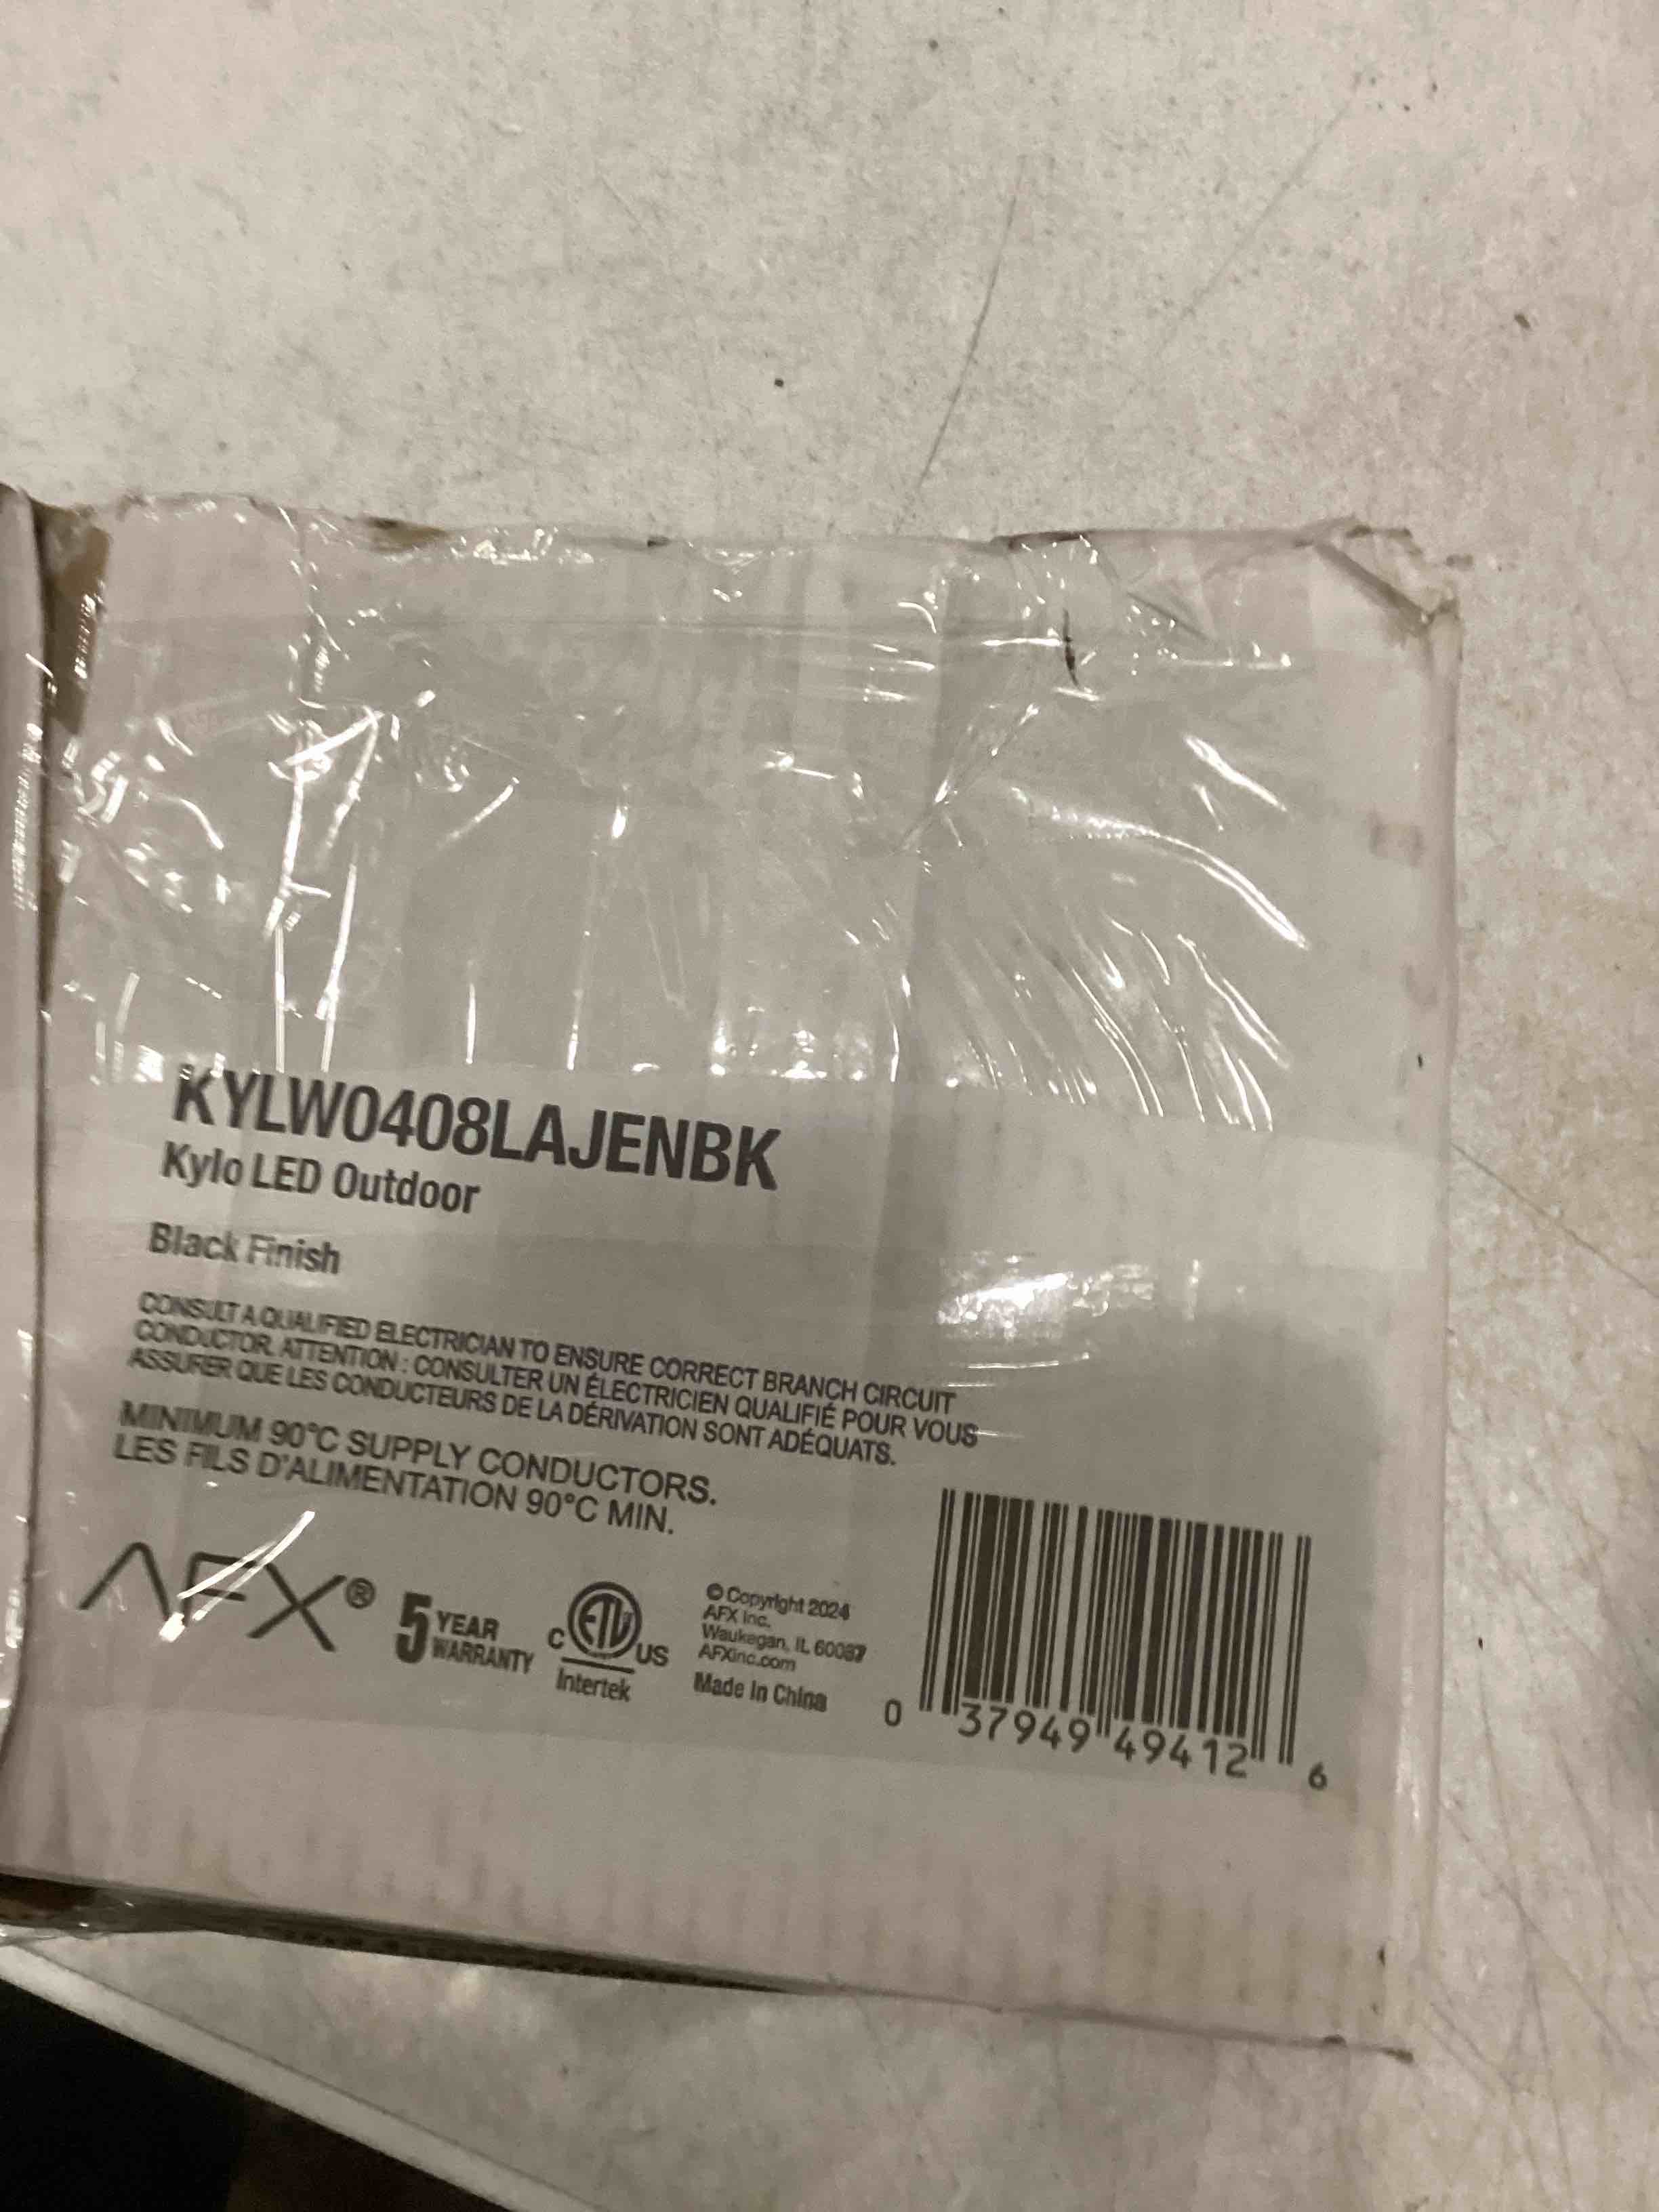 KYLW0408LAJENBK
Kylo LED Outdoor
Black Finish
CONSULT A QUALIFIED ELECTRICIAN TO ENSURE CORRECT BRANCH CIRCUIT
CONDUCTOR. ATTENTION : CONSULTER UN ÉLECTRICIEN QUALIFIÉ POUR VOUS
ASSURER QUE LES CONDUCTEURS DE LA DÉRIVATION SONT ADÉQUATS.
MINIMUM 90°C SUPPLY CONDUCTORS.
LES FILS D'ALIMENTATION 90°C MIN.
AFX®
5 YEAR
WARRANTY
C ETL US
Intertek
© Copyright 2024
AFX Inc.
Waukegan, IL 60087
AFXinc.com
Made in China
0 37949 49412 6